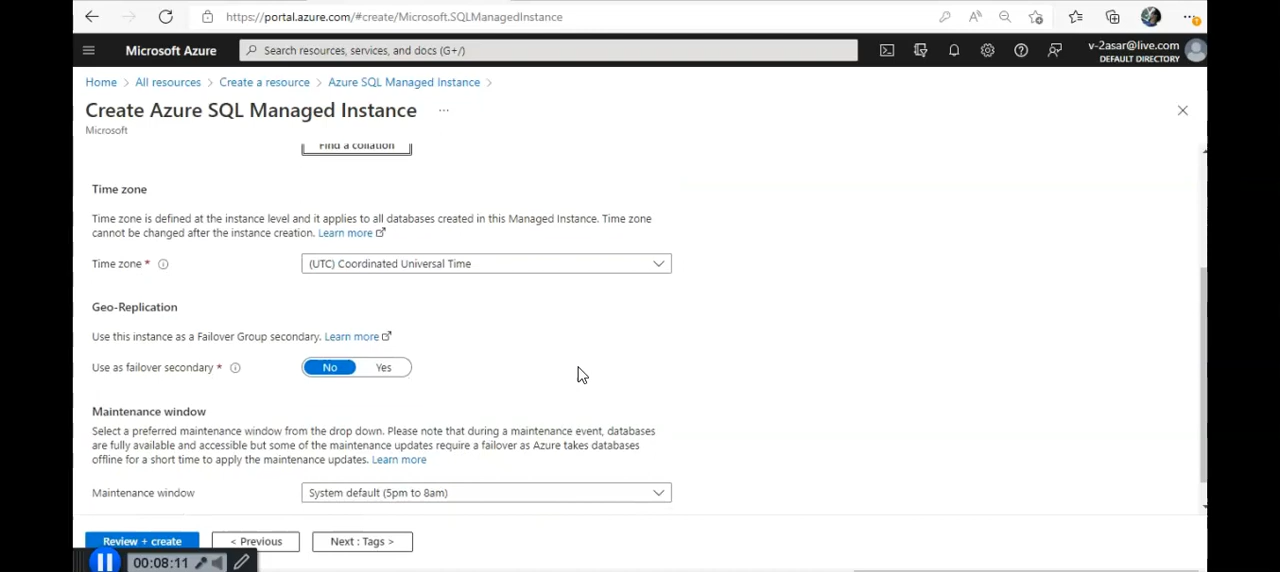 https://portal.azure.com/#create/Microsoft.SQLManagedInstance
Microsoft Azure
Search resources, services, and docs (G+/)
v-2asar@live.com
DEFAULT DIRECTORY
Home > All resources > Create a resource > Azure SQL Managed Instance >
Create Azure SQL Managed Instance ...
Microsoft
Find a collation
Time zone
Time zone is defined at the instance level and it applies to all databases created in this Managed Instance. Time zone
cannot be changed after the instance creation. Learn more
Time zone * (UTC) Coordinated Universal Time
Geo-Replication
Use this instance as a Failover Group secondary. Learn more
Use as failover secondary * No Yes
Maintenance window
Select a preferred maintenance window from the drop down. Please note that during a maintenance event, databases
are fully available and accessible but some of the maintenance updates require a failover as Azure takes databases
offline for a short time to apply the maintenance updates. Learn more
Maintenance window System default (5pm to 8am)
Review + create < Previous Next : Tags >
00:08:11